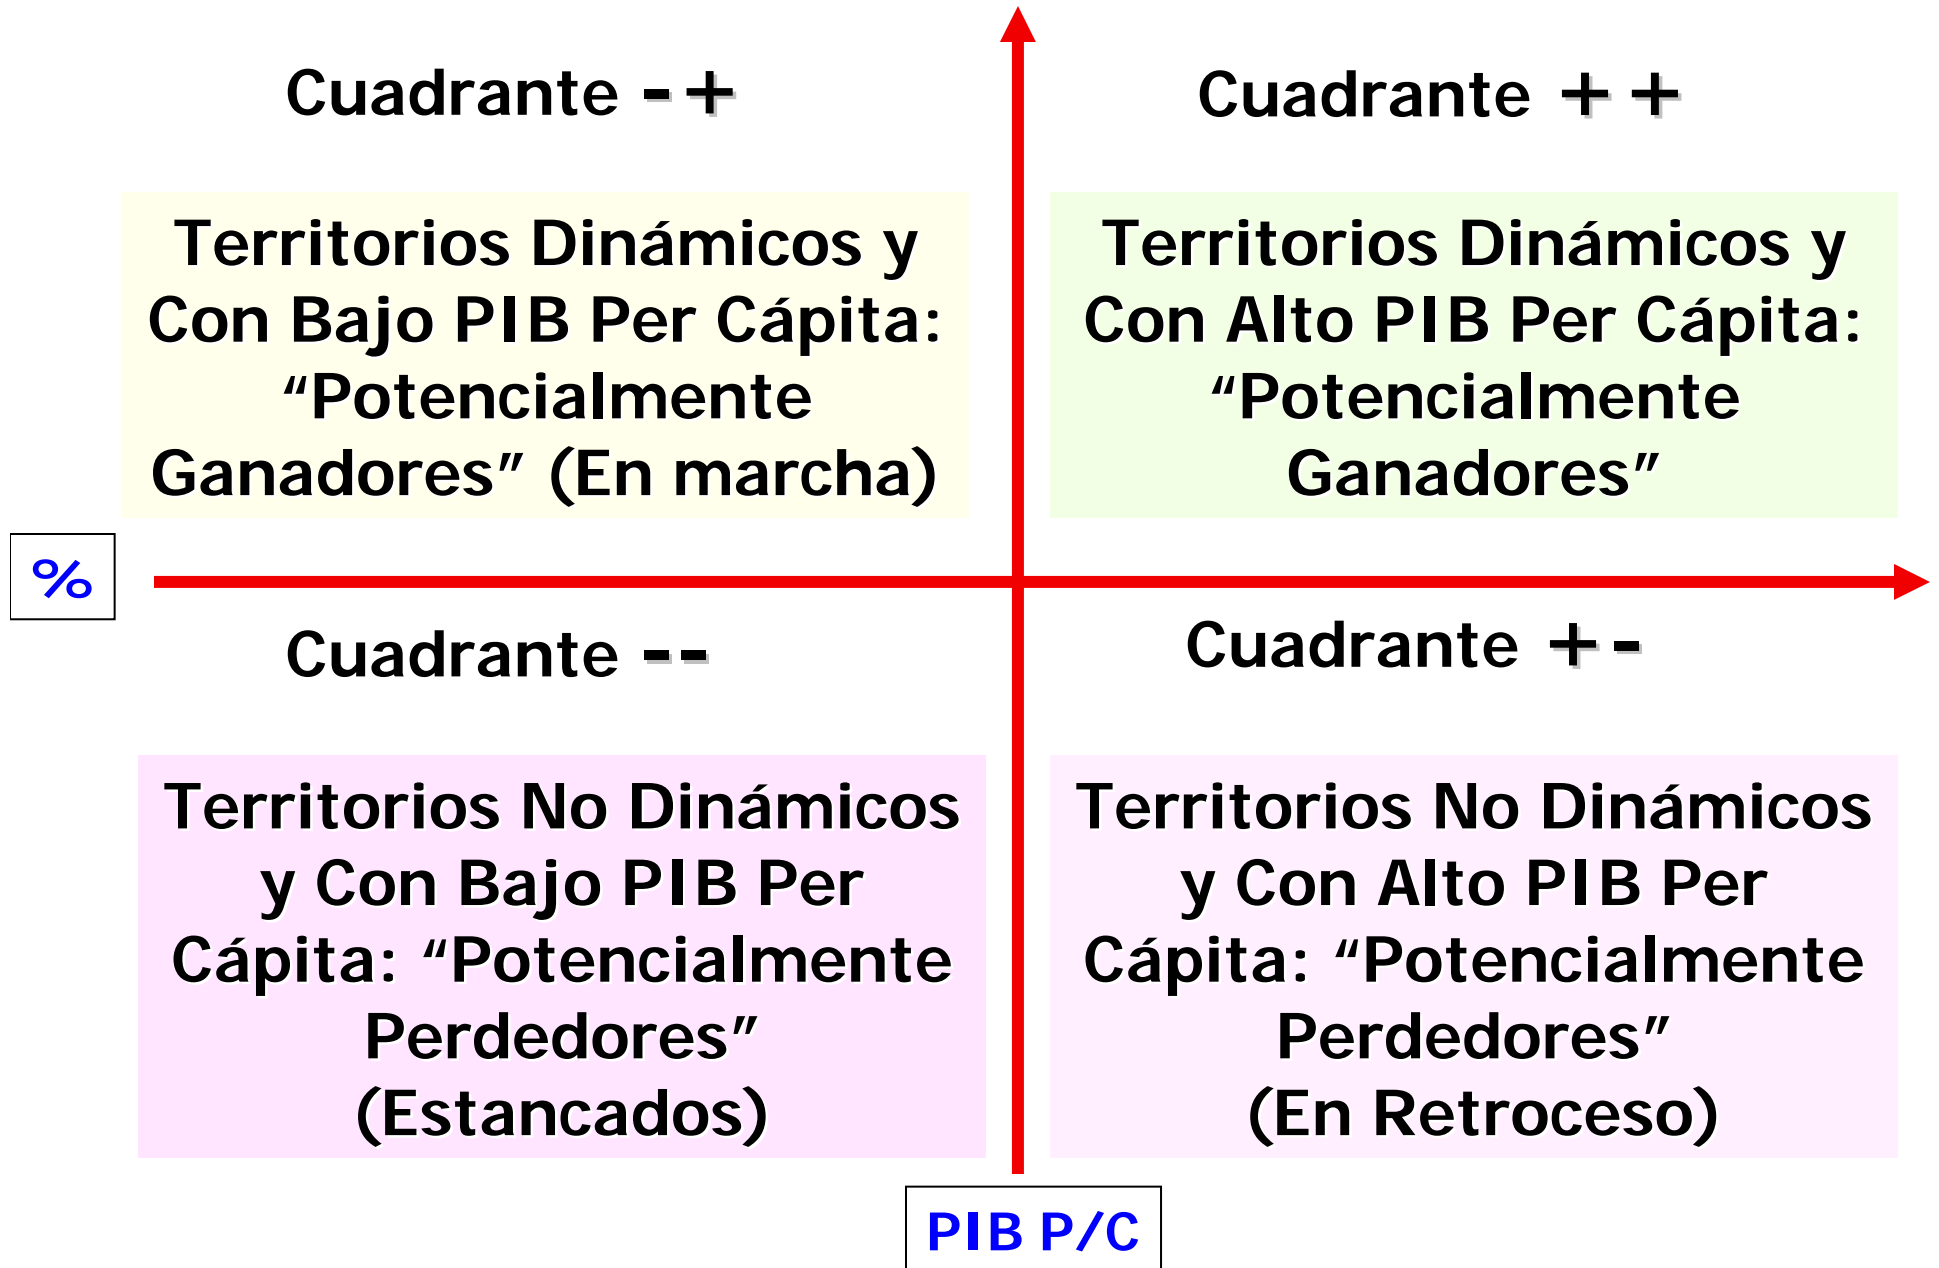 Cuadrante -+
Territorios Dinámicos y
Con Bajo PIB Per Cápita:
“Potencialmente
Ganadores” (En marcha)
Cuadrante ++
Territorios Dinámicos y
Con Alto PIB Per Cápita:
“Potencialmente
Ganadores”
%
Cuadrante --
Territorios No Dinámicos
y Con Bajo PIB Per
Cápita: “Potencialmente
Perdedores”
(Estancados)
Cuadrante +-
Territorios No Dinámicos
y Con Alto PIB Per
Cápita: “Potencialmente
Perdedores”
(En Retroceso)
PIB P/C